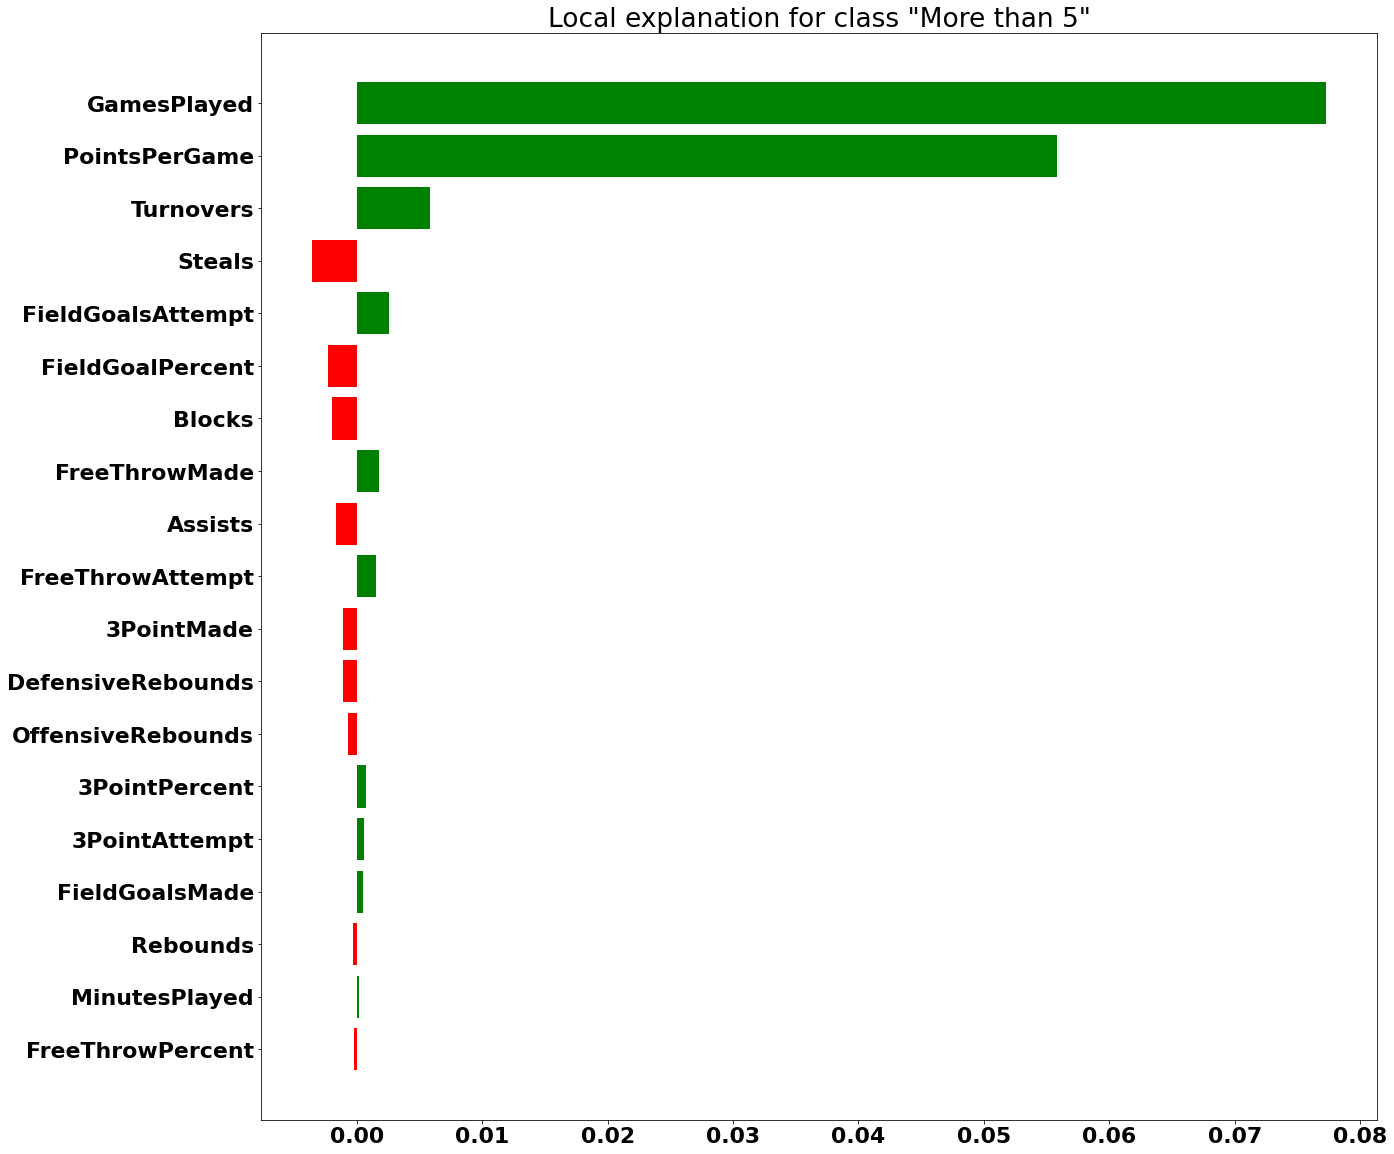 Local explanation for class "More than 5"
GamesPlayed
PointsPerGame
Turnovers
Steals
FieldGoalsAttempt
FieldGoalPercent
Blocks
FreeThrowMade
Assists
FreeThrowAttempt
3PointMade
DefensiveRebounds
OffensiveRebounds
3PointPercent
3PointAttempt
FieldGoalsMade
Rebounds
MinutesPlayed
FreeThrowPercent
0.00 0.01 0.02 0.03 0.04 0.05 0.06 0.07 0.08